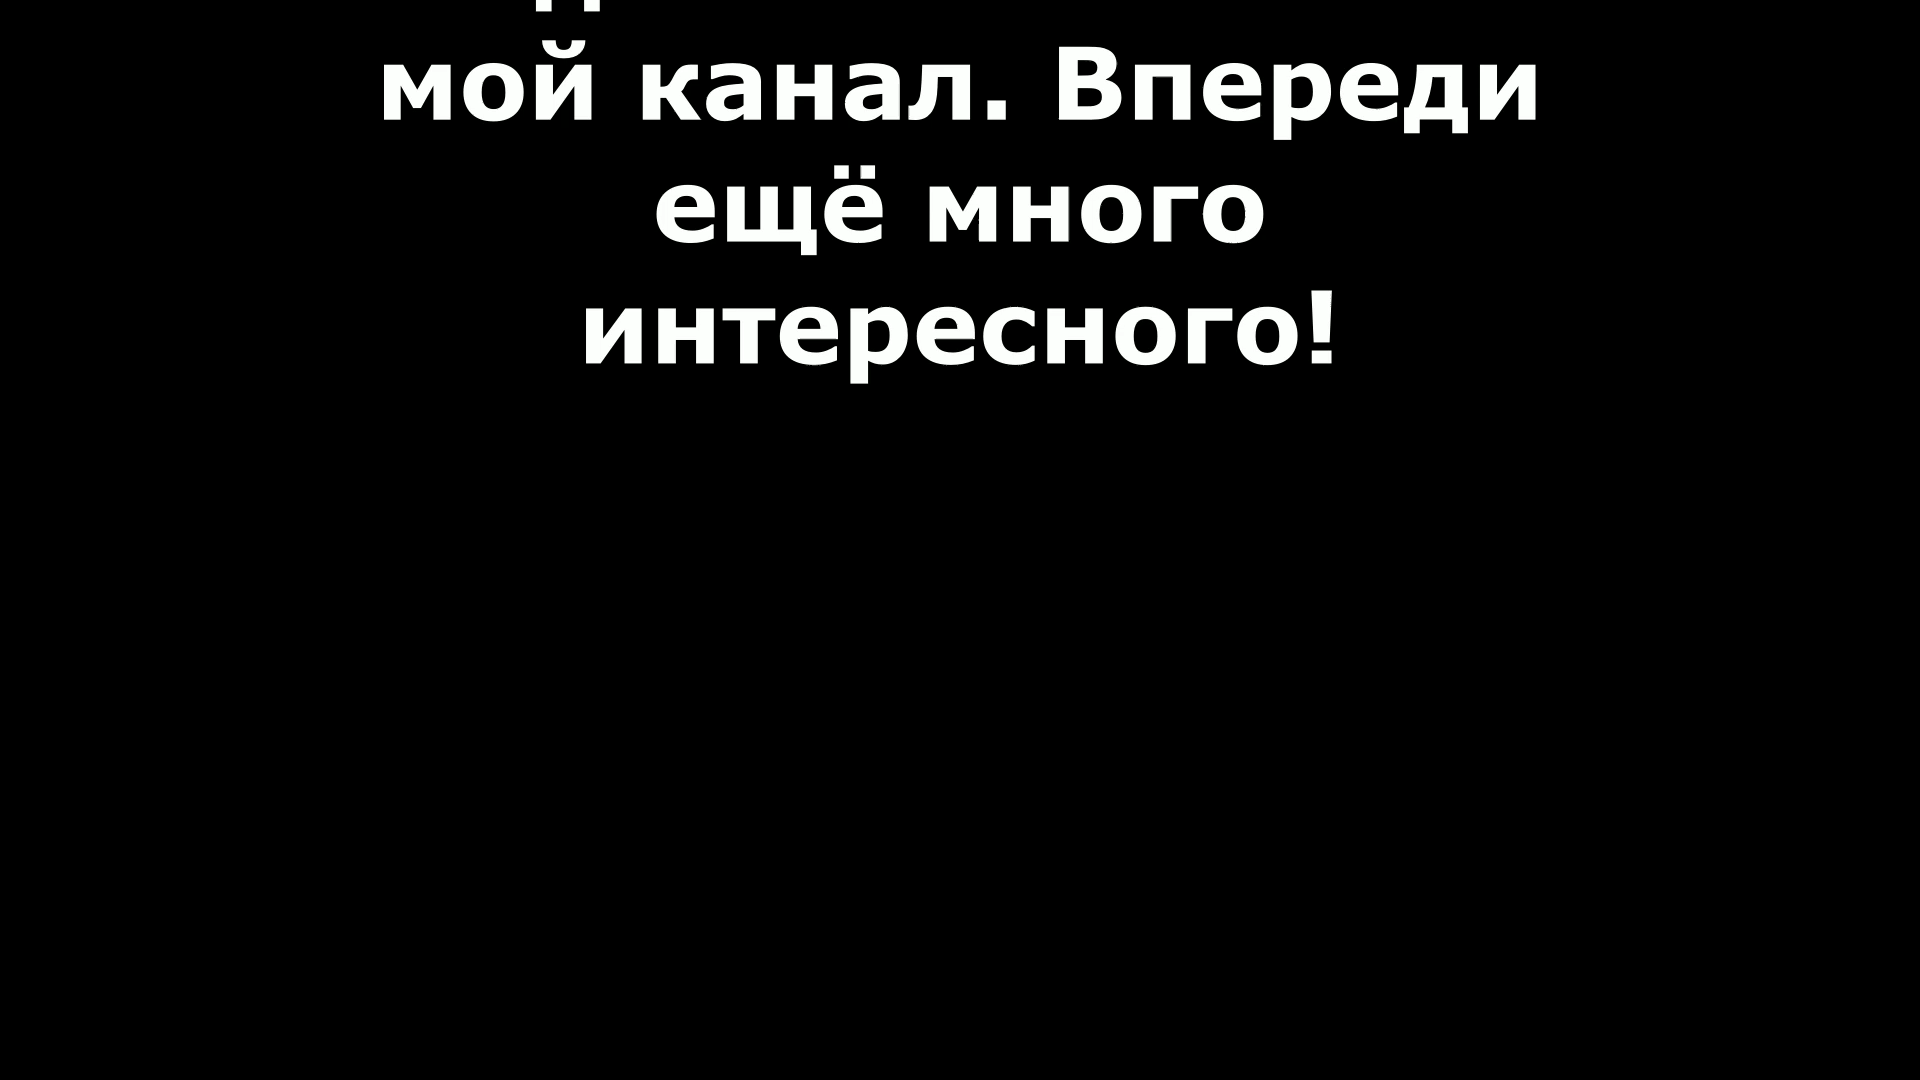 мой канал. Впереди
ещё много
интересного!